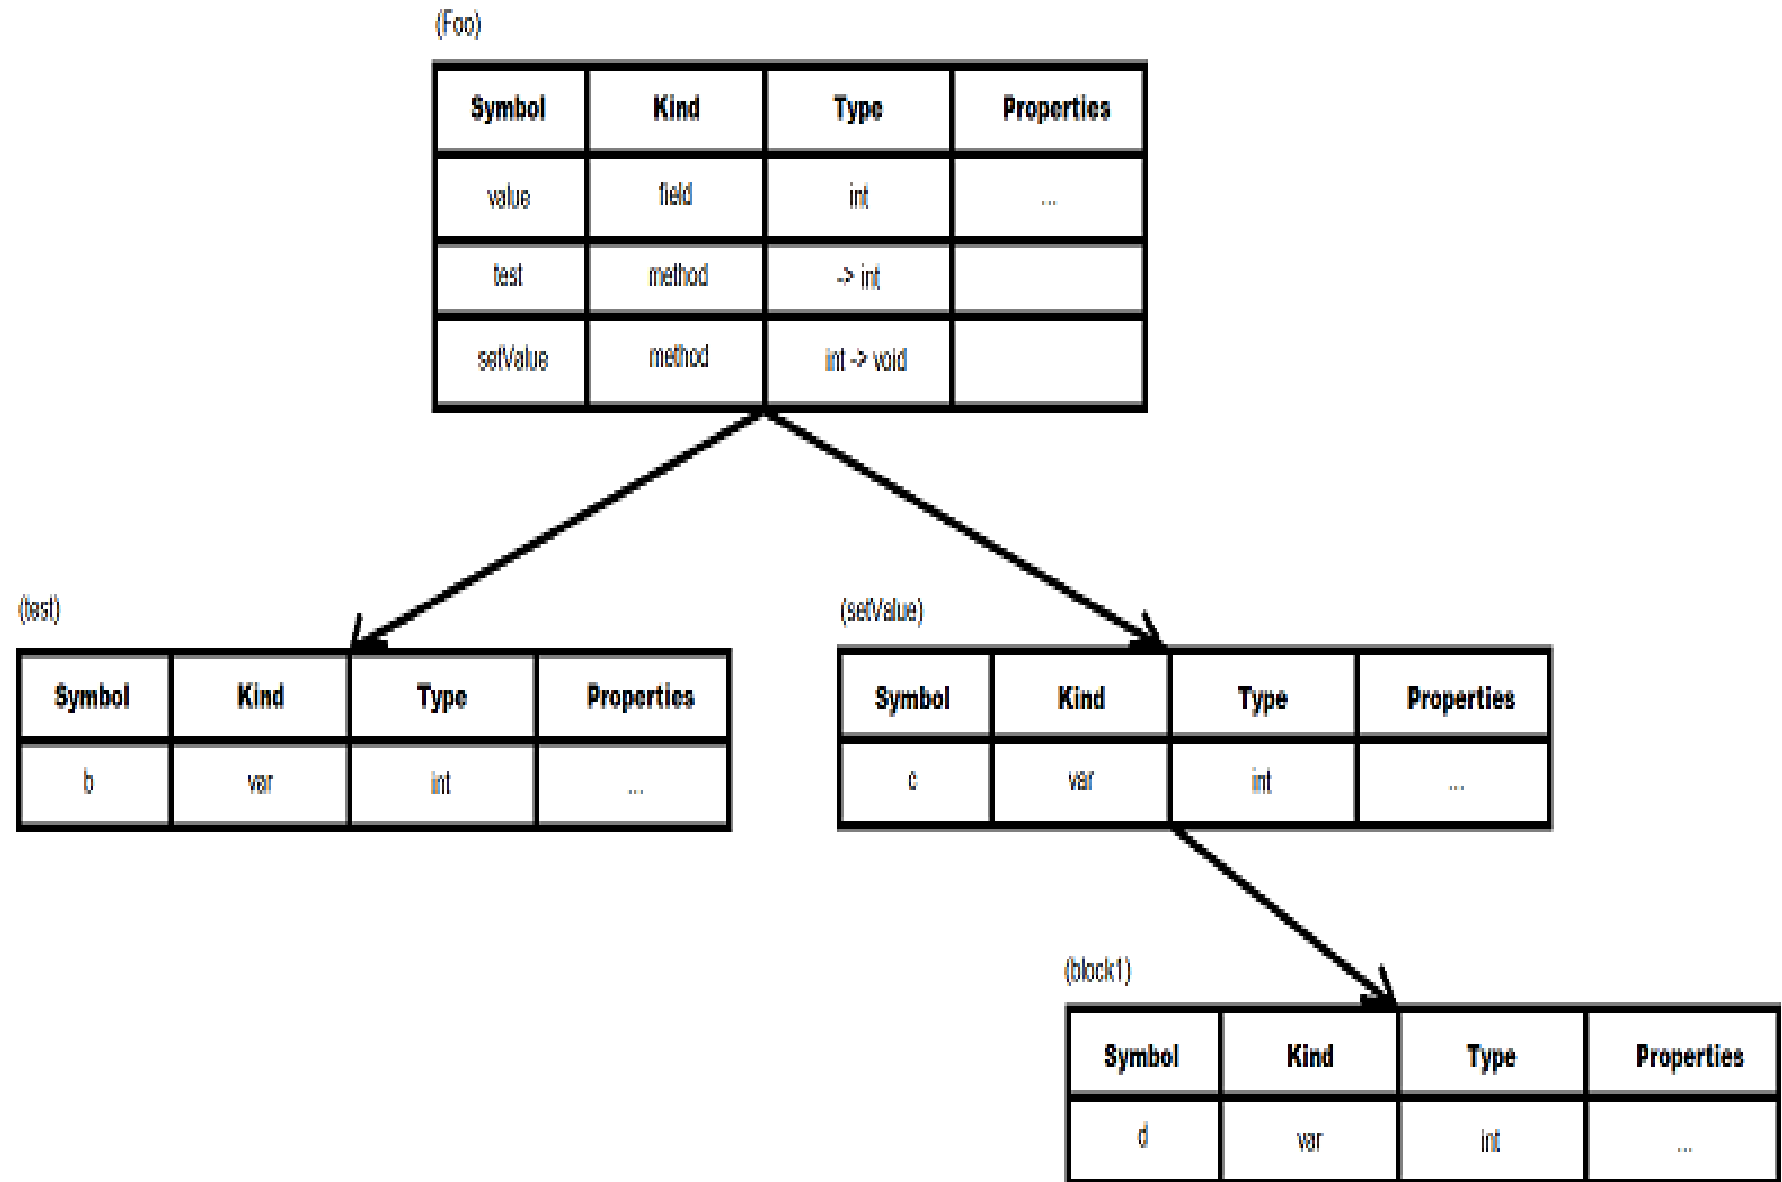 (Foo)
Symbol Kind Type Properties
value field int ...
test method -> int
setValue method int -> void
(test)
Symbol Kind Type Properties
b var int ...
(setValue)
Symbol Kind Type Properties
c var int ...
(block1)
Symbol Kind Type Properties
d var int ...